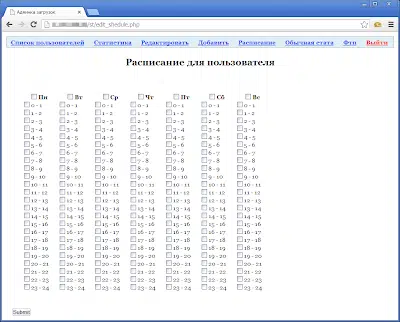 Админка загрузок
/st/edit_shedule.php
Список пользователей Статистика Редактировать Добавить Расписание Обычная стата Фтп Выйти
Расписание для пользователя
Пн Вт Ср Чт Пт Сб Вс
0 - 1 0 - 1 0 - 1 0 - 1 0 - 1 0 - 1 0 - 1
1 - 2 1 - 2 1 - 2 1 - 2 1 - 2 1 - 2 1 - 2
2 - 3 2 - 3 2 - 3 2 - 3 2 - 3 2 - 3 2 - 3
3 - 4 3 - 4 3 - 4 3 - 4 3 - 4 3 - 4 3 - 4
4 - 5 4 - 5 4 - 5 4 - 5 4 - 5 4 - 5 4 - 5
5 - 6 5 - 6 5 - 6 5 - 6 5 - 6 5 - 6 5 - 6
6 - 7 6 - 7 6 - 7 6 - 7 6 - 7 6 - 7 6 - 7
7 - 8 7 - 8 7 - 8 7 - 8 7 - 8 7 - 8 7 - 8
8 - 9 8 - 9 8 - 9 8 - 9 8 - 9 8 - 9 8 - 9
9 - 10 9 - 10 9 - 10 9 - 10 9 - 10 9 - 10 9 - 10
10 - 11 10 - 11 10 - 11 10 - 11 10 - 11 10 - 11 10 - 11
11 - 12 11 - 12 11 - 12 11 - 12 11 - 12 11 - 12 11 - 12
12 - 13 12 - 13 12 - 13 12 - 13 12 - 13 12 - 13 12 - 13
13 - 14 13 - 14 13 - 14 13 - 14 13 - 14 13 - 14 13 - 14
14 - 15 14 - 15 14 - 15 14 - 15 14 - 15 14 - 15 14 - 15
15 - 16 15 - 16 15 - 16 15 - 16 15 - 16 15 - 16 15 - 16
16 - 17 16 - 17 16 - 17 16 - 17 16 - 17 16 - 17 16 - 17
17 - 18 17 - 18 17 - 18 17 - 18 17 - 18 17 - 18 17 - 18
18 - 19 18 - 19 18 - 19 18 - 19 18 - 19 18 - 19 18 - 19
19 - 20 19 - 20 19 - 20 19 - 20 19 - 20 19 - 20 19 - 20
20 - 21 20 - 21 20 - 21 20 - 21 20 - 21 20 - 21 20 - 21
21 - 22 21 - 22 21 - 22 21 - 22 21 - 22 21 - 22 21 - 22
22 - 23 22 - 23 22 - 23 22 - 23 22 - 23 22 - 23 22 - 23
23 - 24 23 - 24 23 - 24 23 - 24 23 - 24 23 - 24 23 - 24
Submit